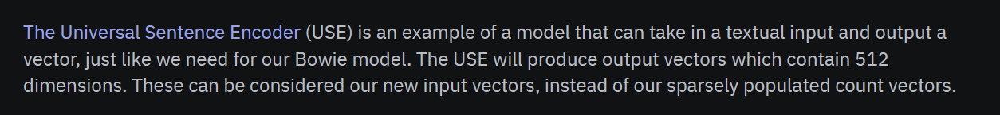 The Universal Sentence Encoder (USE) is an example of a model that can take in a textual input and output a
vector, just like we need for our Bowie model. The USE will produce output vectors which contain 512
dimensions. These can be considered our new input vectors, instead of our sparsely populated count vectors.